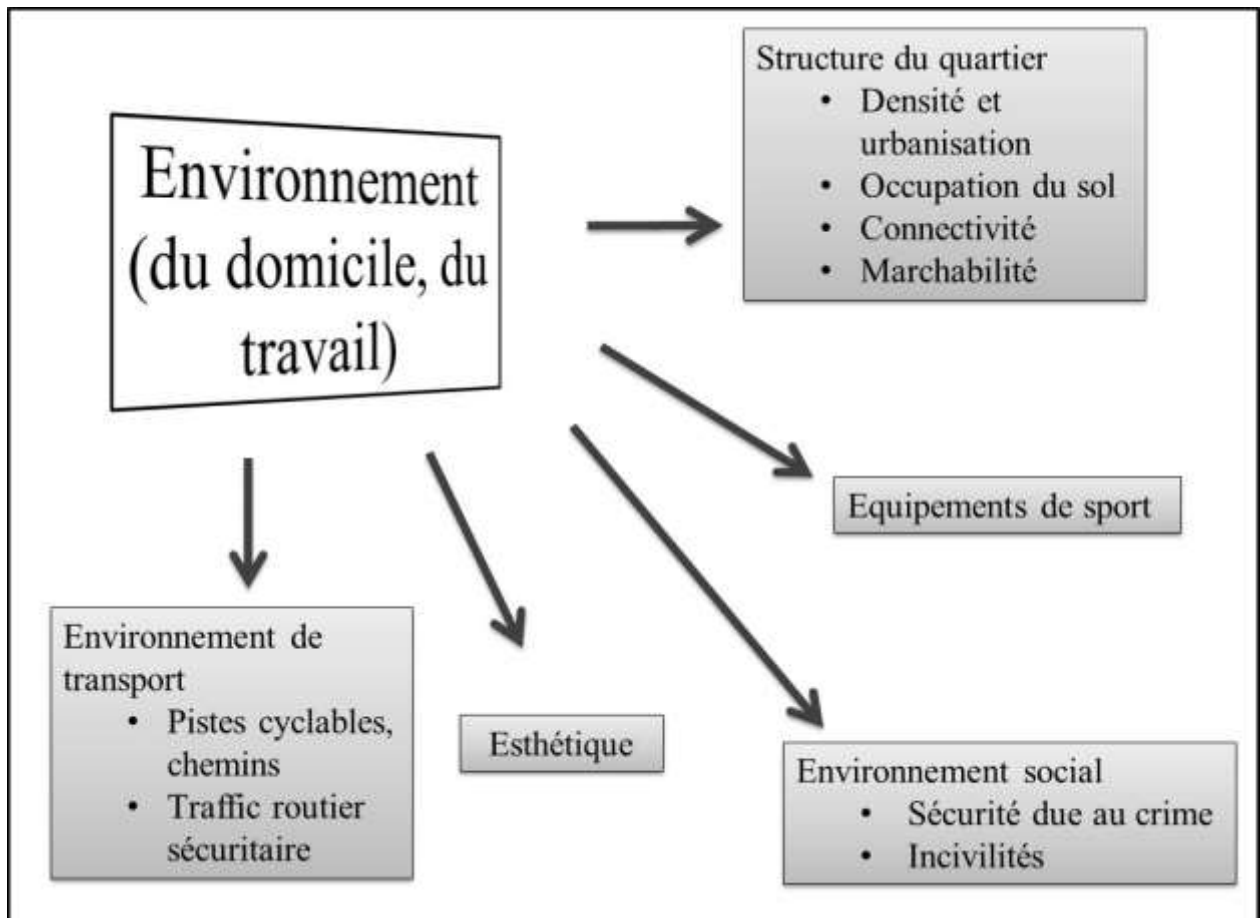 Environnement
(du domicile, du
travail)
Structure du quartier
• Densité et
urbanisation
• Occupation du sol
• Connectivité
• Marchabilité
Equipements de sport
Environnement de
transport
• Pistes cyclables,
chemins
• Traffic routier
sécuritaire
Esthétique
Environnement social
• Sécurité due au crime
• Incivilités